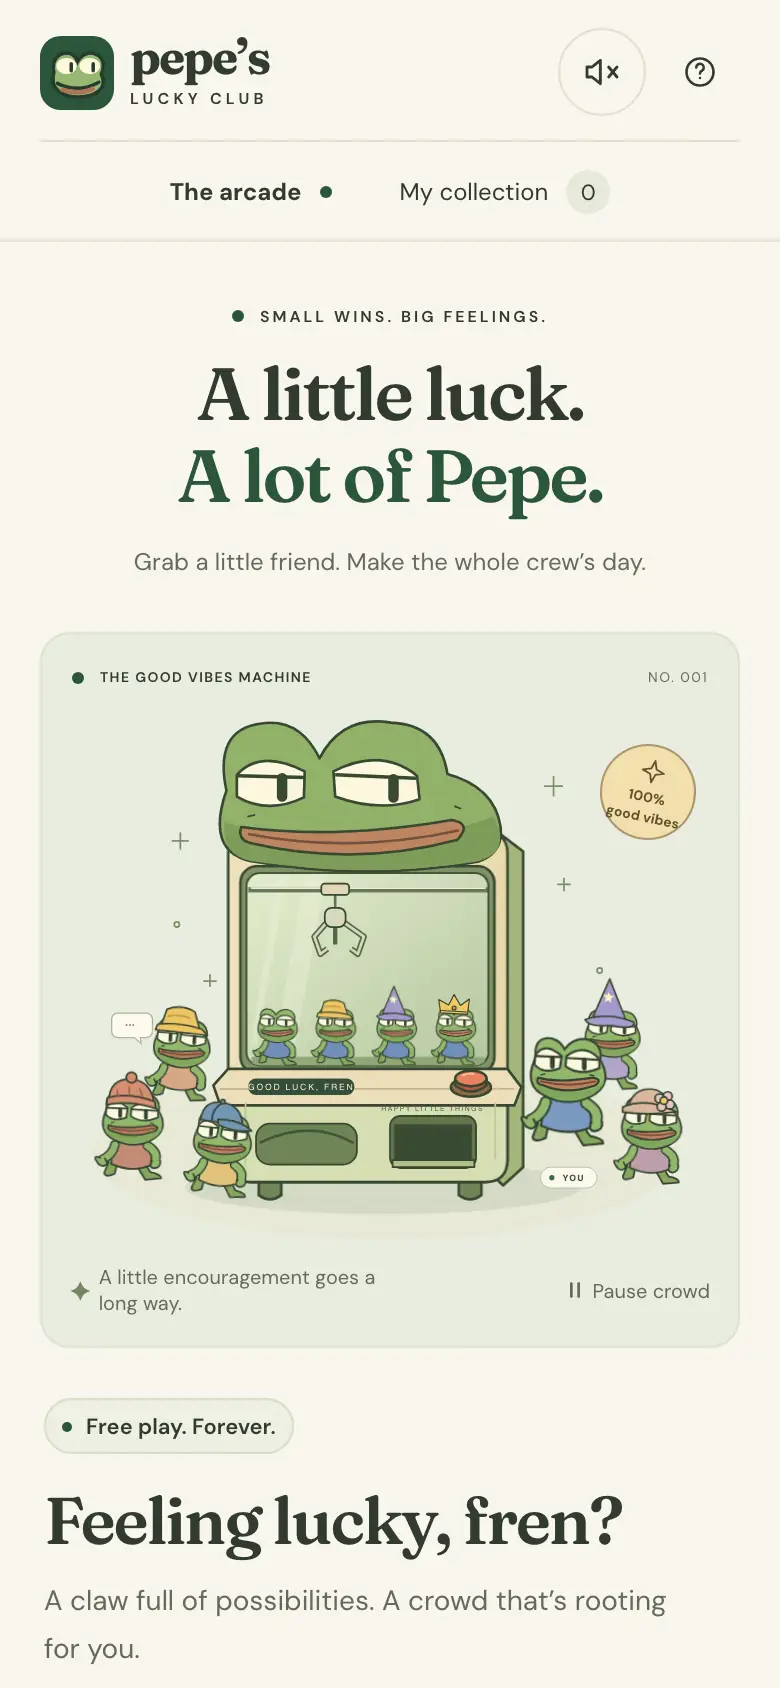 pepe’s
LUCKY CLUB
The arcade
My collection 0
SMALL WINS. BIG FEELINGS.
A little luck.
A lot of Pepe.
Grab a little friend. Make the whole crew’s day.
THE GOOD VIBES MACHINE
NO. 001
100%
good vibes
...
GOOD LUCK, FREN
HAPPY LITTLE THINGS
YOU
A little encouragement goes a
long way.
Pause crowd
Free play. Forever.
Feeling lucky, fren?
A claw full of possibilities. A crowd that’s rooting
for you.